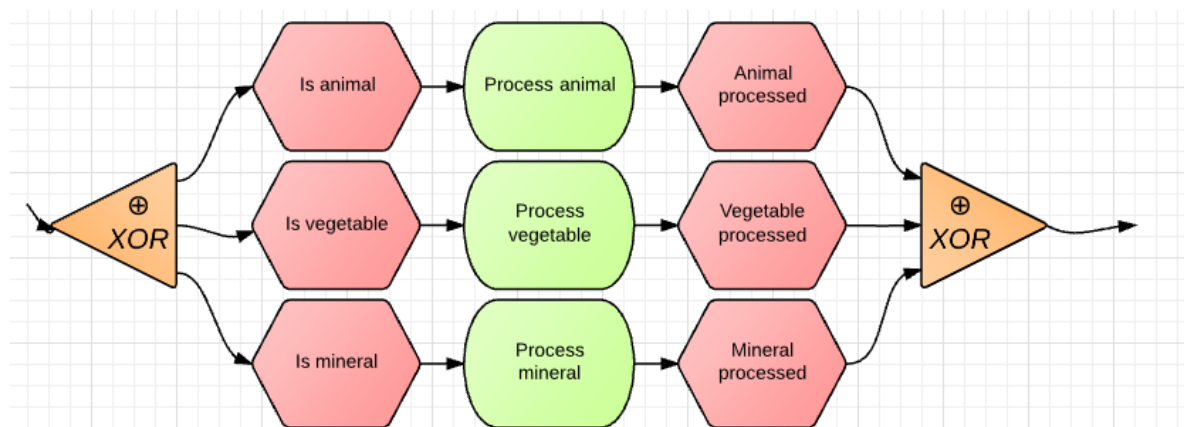 Is animal
Process animal
Animal
processed
⊕
XOR
Is vegetable
Process
vegetable
Vegetable
processed
⊕
XOR
Is mineral
Process
mineral
Mineral
processed